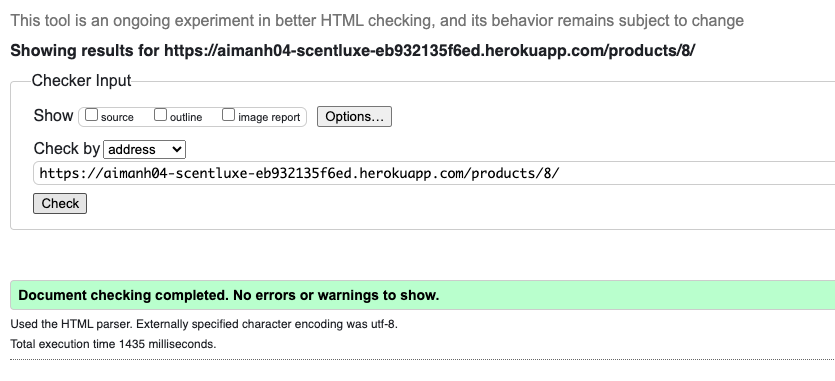 This tool is an ongoing experiment in better HTML checking, and its behavior remains subject to change
Showing results for https://aimanh04-scentluxe-eb932135f6ed.herokuapp.com/products/8/
Checker Input
Show source outline image report Options...
Check by address
https://aimanh04-scentluxe-eb932135f6ed.herokuapp.com/products/8/
Check
Document checking completed. No errors or warnings to show.
Used the HTML parser. Externally specified character encoding was utf-8.
Total execution time 1435 milliseconds.